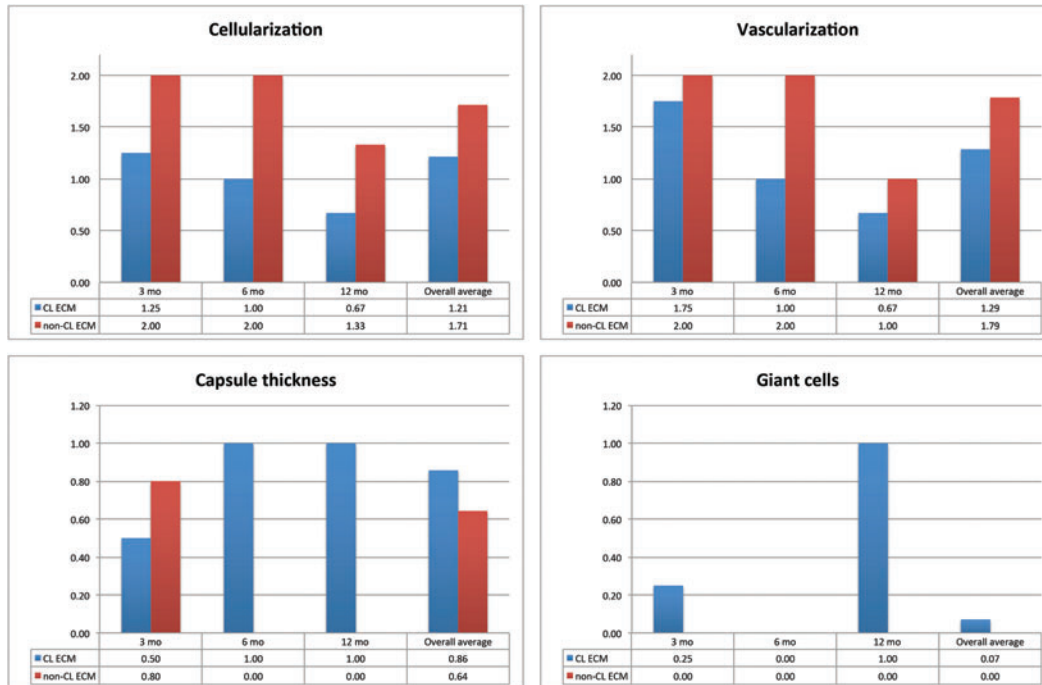 Cellularization
2.00
1.50
1.00
0.50
0.00
3 mo 6 mo 12 mo Overall average
CL ECM 1.25 1.00 0.67 1.21
non-CL ECM 2.00 2.00 1.33 1.71
Vascularization
2.00
1.50
1.00
0.50
0.00
3 mo 6 mo 12 mo Overall average
CL ECM 1.75 1.00 0.67 1.29
non-CL ECM 2.00 2.00 1.00 1.79
Capsule thickness
1.20
1.00
0.80
0.60
0.40
0.20
0.00
3 mo 6 mo 12 mo Overall average
CL ECM 0.50 1.00 1.00 0.86
non-CL ECM 0.80 0.00 0.00 0.64
Giant cells
1.20
1.00
0.80
0.60
0.40
0.20
0.00
3 mo 6 mo 12 mo Overall average
CL ECM 0.25 0.00 1.00 0.07
non-CL ECM 0.00 0.00 0.00 0.00